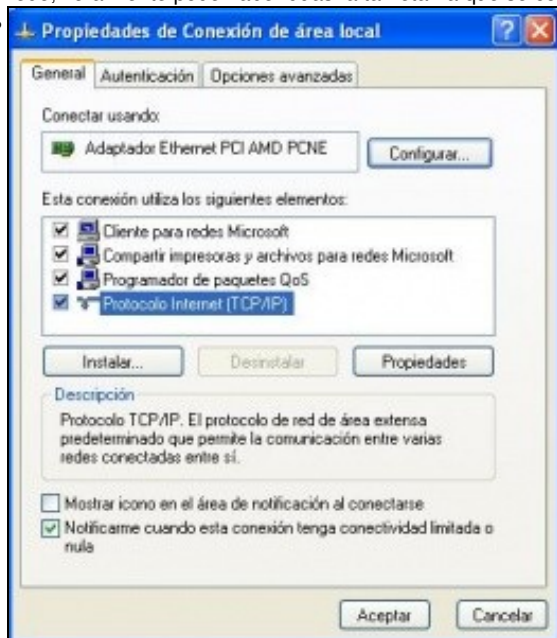 Propiedades de Conexión de área local
General
Autenticación
Opciones avanzadas
Conectar usando:
Adaptador Ethernet PCI AMD PCNE
Configurar...
Esta conexión utiliza los siguientes elementos:
Cliente para redes Microsoft
Compartir impresoras y archivos para redes Microsoft
Programador de paquetes QoS
Protocolo Internet (TCP/IP)
Instalar...
Desinstalar
Propiedades
Descripción
Protocolo TCP/IP. El protocolo de red de área extensa
predeterminado que permite la comunicación entre varias
redes conectadas entre sí.
Mostrar icono en el área de notificación al conectarse
Notificarme cuando esta conexión tenga conectividad limitada o
nula
Aceptar
Cancelar